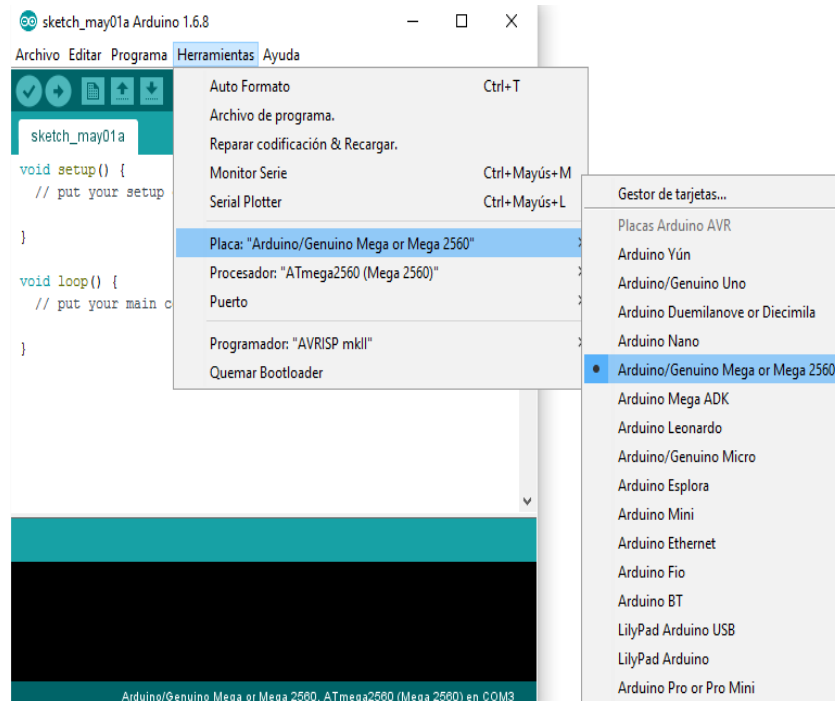 sketch_may01a Arduino 1.6.8
Archivo Editar Programa Herramientas Ayuda
sketch_may01a
void setup() {
// put your setup
}
void loop() {
// put your main c
}
Auto Formato Ctrl+T
Archivo de programa.
Reparar codificación & Recargar.
Monitor Serie Ctrl+Mayús+M
Serial Plotter Ctrl+Mayús+L
Placa: "Arduino/Genuino Mega or Mega 2560"
Procesador: "ATmega2560 (Mega 2560)"
Puerto
Programador: "AVRISP mkII"
Quemar Bootloader
Gestor de tarjetas...
Placas Arduino AVR
Arduino Yún
Arduino/Genuino Uno
Arduino Duemilanove or Diecimila
Arduino Nano
Arduino/Genuino Mega or Mega 2560
Arduino Mega ADK
Arduino Leonardo
Arduino/Genuino Micro
Arduino Esplora
Arduino Mini
Arduino Ethernet
Arduino Fio
Arduino BT
LilyPad Arduino USB
LilyPad Arduino
Arduino Pro or Pro Mini
Arduino/Genuino Mega or Mega 2560, ATmega2560 (Mega 2560) en COM3